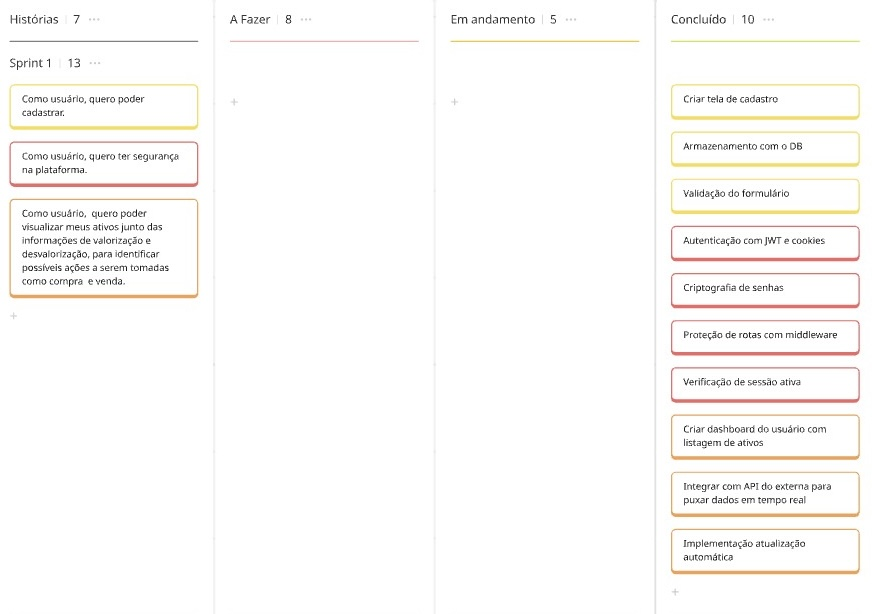 Histórias | 7 ...
A Fazer | 8 ...
Em andamento | 5 ...
Concluído | 10 ...
Sprint 1 | 13 ...
Como usuário, quero poder
cadastrar.
Como usuário, quero ter segurança
na plataforma.
Como usuário,  quero poder
visualizar meus ativos junto das
informações de valorização e
desvalorização, para identificar
possíveis ações a serem tomadas
como compra  e venda.
+
+
+
Criar tela de cadastro
Armazenamento com o DB
Validação do formulário
Autenticação com JWT e cookies
Criptografia de senhas
Proteção de rotas com middleware
Verificação de sessão ativa
Criar dashboard do usuário com
listagem de ativos
Integrar com API do externa para
puxar dados em tempo real
Implementação atualização
automática
+